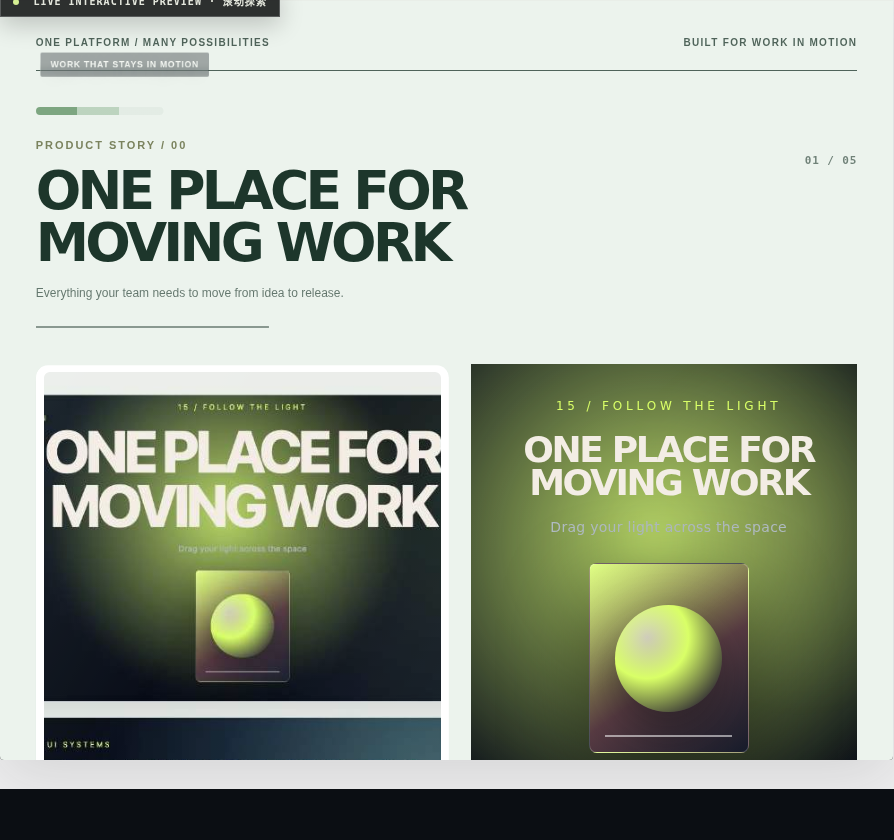 LIVE INTERACTIVE PREVIEW · 滚动探索
ONE PLATFORM / MANY POSSIBILITIES
BUILT FOR WORK IN MOTION
WORK THAT STAYS IN MOTION
PRODUCT STORY / 00
01 / 05
ONE PLACE FOR
MOVING WORK
Everything your team needs to move from idea to release.
15 / FOLLOW THE LIGHT
ONE PLACE FOR
MOVING WORK
Drag your light across the space
UI SYSTEMS
15 / FOLLOW THE LIGHT
ONE PLACE FOR
MOVING WORK
Drag your light across the space